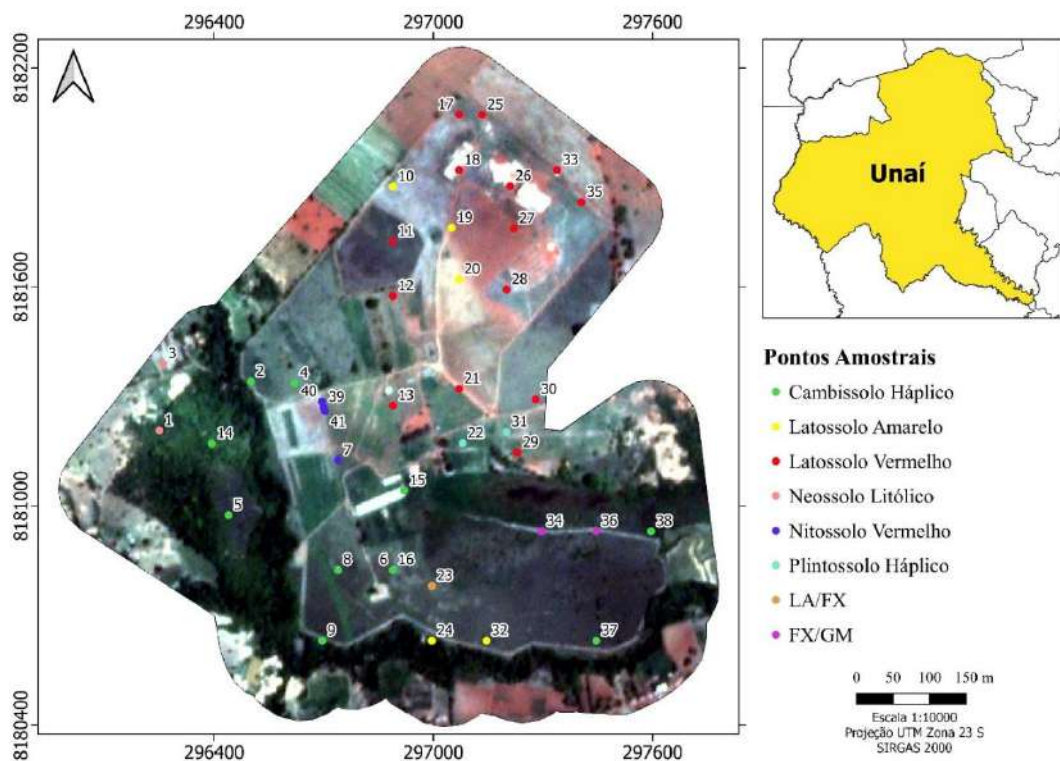 296400 297000 297600
8182200
8181600
8181000
8180400
17 25
18 33
10 26
35
19 27
11
20
12 28
3
2 4
21
40 39 30
13
1 41
31
14 22
29
7
15
5
34 36 38
8 6 16
23
9 24 32 37
296400 297000 297600
Unaí
Pontos Amostrais
Cambissolo Háplico
Latossolo Amarelo
Latossolo Vermelho
Neossolo Litólico
Nitossolo Vermelho
Plintossolo Háplico
LA/FX
FX/GM
0 50 100 150 m
Escala 1:10000
Projeção UTM Zona 23 S
SIRGAS 2000